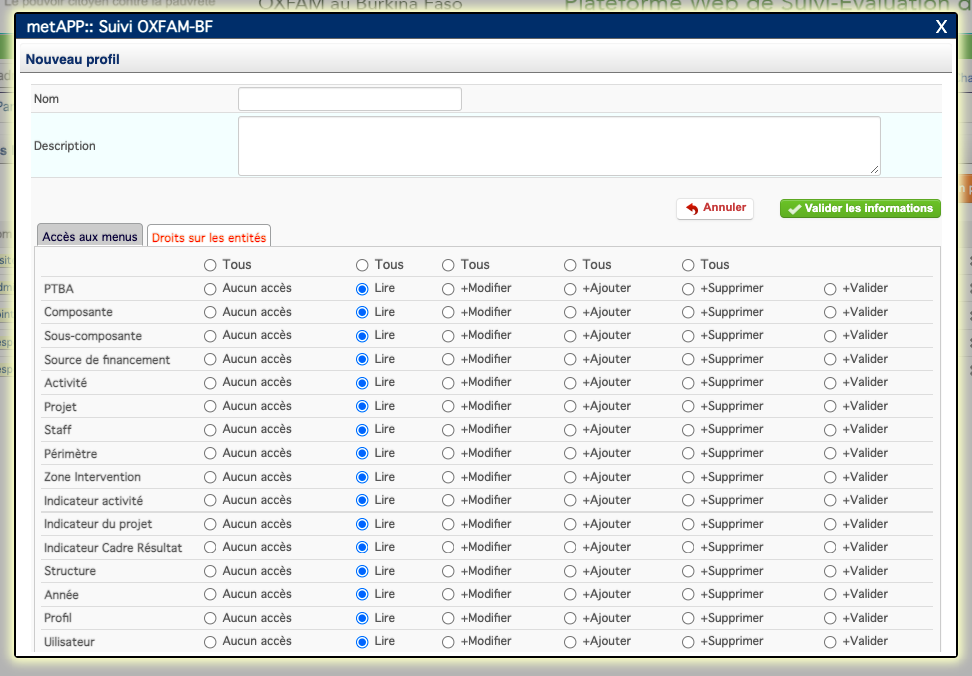 Le pouvoir citoyen contre la pauvreté OXFAM au Burkina Faso Plateforme Web de Suivi-Evaluation d
metAPP:: Suivi OXFAM-BF X
Nouveau profil
Nom
Description
Annuler Valider les informations
Accès aux menus Droits sur les entités
Tous Tous Tous Tous Tous
PTBA Aucun accès Lire +Modifier +Ajouter +Supprimer +Valider
Composante Aucun accès Lire +Modifier +Ajouter +Supprimer +Valider
Sous-composante Aucun accès Lire +Modifier +Ajouter +Supprimer +Valider
Source de financement Aucun accès Lire +Modifier +Ajouter +Supprimer +Valider
Activité Aucun accès Lire +Modifier +Ajouter +Supprimer +Valider
Projet Aucun accès Lire +Modifier +Ajouter +Supprimer +Valider
Staff Aucun accès Lire +Modifier +Ajouter +Supprimer +Valider
Périmètre Aucun accès Lire +Modifier +Ajouter +Supprimer +Valider
Zone Intervention Aucun accès Lire +Modifier +Ajouter +Supprimer +Valider
Indicateur activité Aucun accès Lire +Modifier +Ajouter +Supprimer +Valider
Indicateur du projet Aucun accès Lire +Modifier +Ajouter +Supprimer +Valider
Indicateur Cadre Résultat Aucun accès Lire +Modifier +Ajouter +Supprimer +Valider
Structure Aucun accès Lire +Modifier +Ajouter +Supprimer +Valider
Année Aucun accès Lire +Modifier +Ajouter +Supprimer +Valider
Profil Aucun accès Lire +Modifier +Ajouter +Supprimer +Valider
Uilisateur Aucun accès Lire +Modifier +Ajouter +Supprimer +Valider